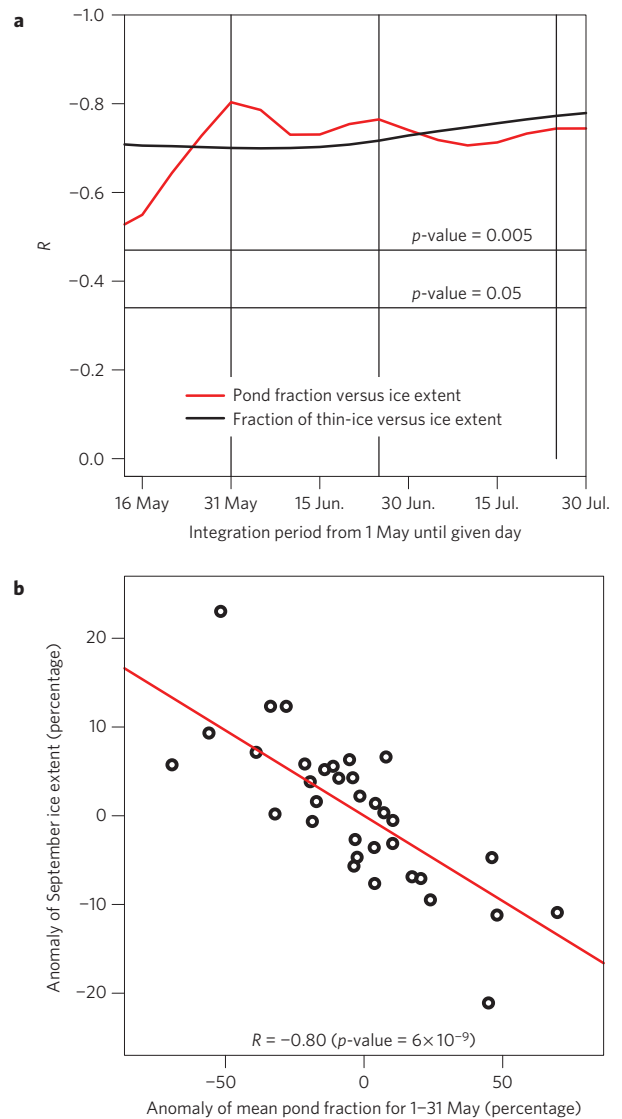 a
−1.0
−0.8
−0.6
−0.4
−0.2
0.0
R
p-value = 0.005
p-value = 0.05
Pond fraction versus ice extent
Fraction of thin-ice versus ice extent
16 May 31 May 15 Jun. 30 Jun. 15 Jul. 30 Jul.
Integration period from 1 May until given day
b
20
10
0
−10
−20
Anomaly of September ice extent (percentage)
R = −0.80 (p-value = 6×10⁻⁹)
−50 0 50
Anomaly of mean pond fraction for 1–31 May (percentage)